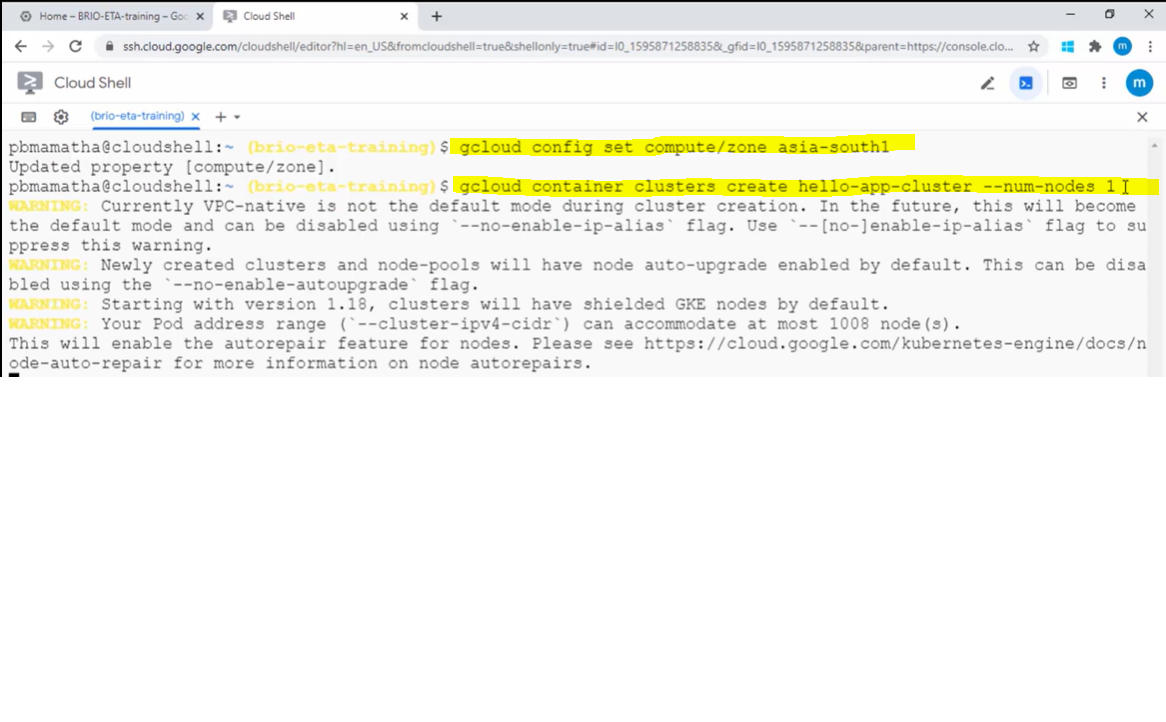 Home – BRIO-ETA-training – Goo
Cloud Shell
ssh.cloud.google.com/cloudshell/editor?hl=en_US&fromcloudshell=true&shellonly=true#id=I0_1595871258835&_gfid=I0_1595871258835&parent=https://console.clo...
m
Cloud Shell
m
(brio-eta-training)
pbmamatha@cloudshell:~ (brio-eta-training)$ gcloud config set compute/zone asia-south1
Updated property [compute/zone].
pbmamatha@cloudshell:~ (brio-eta-training)$ gcloud container clusters create hello-app-cluster --num-nodes 1
WARNING: Currently VPC-native is not the default mode during cluster creation. In the future, this will become
the default mode and can be disabled using `--no-enable-ip-alias` flag. Use `--[no-]enable-ip-alias` flag to su
ppress this warning.
WARNING: Newly created clusters and node-pools will have node auto-upgrade enabled by default. This can be disa
bled using the `--no-enable-autoupgrade` flag.
WARNING: Starting with version 1.18, clusters will have shielded GKE nodes by default.
WARNING: Your Pod address range (`--cluster-ipv4-cidr`) can accommodate at most 1008 node(s).
This will enable the autorepair feature for nodes. Please see https://cloud.google.com/kubernetes-engine/docs/n
ode-auto-repair for more information on node autorepairs.